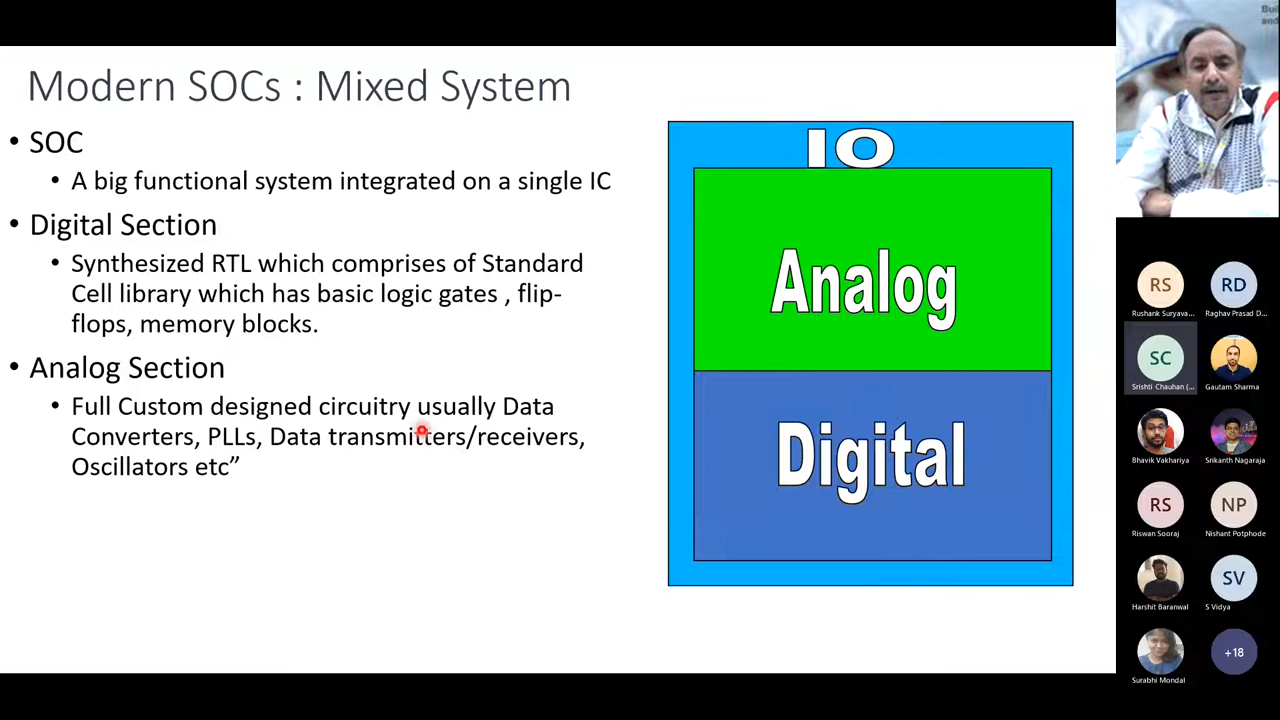 Modern SOCs : Mixed System
• SOC
• A big functional system integrated on a single IC
• Digital Section
• Synthesized RTL which comprises of Standard
Cell library which has basic logic gates , flip-
flops, memory blocks.
• Analog Section
• Full Custom designed circuitry usually Data
Converters, PLLs, Data transmitters/receivers,
Oscillators etc”
IO
Analog
Digital
and
RS
RD
Rushank Suryava...
Raghav Prasad D...
SC
Srishti Chauhan (...
Gautam Sharma
Bhavik Vakhariya
Srikanth Nagaraja
RS
NP
Riswan Sooraj
Nishant Potphode
SV
Harshit Baranwal
S Vidya
+18
Surabhi Mondal